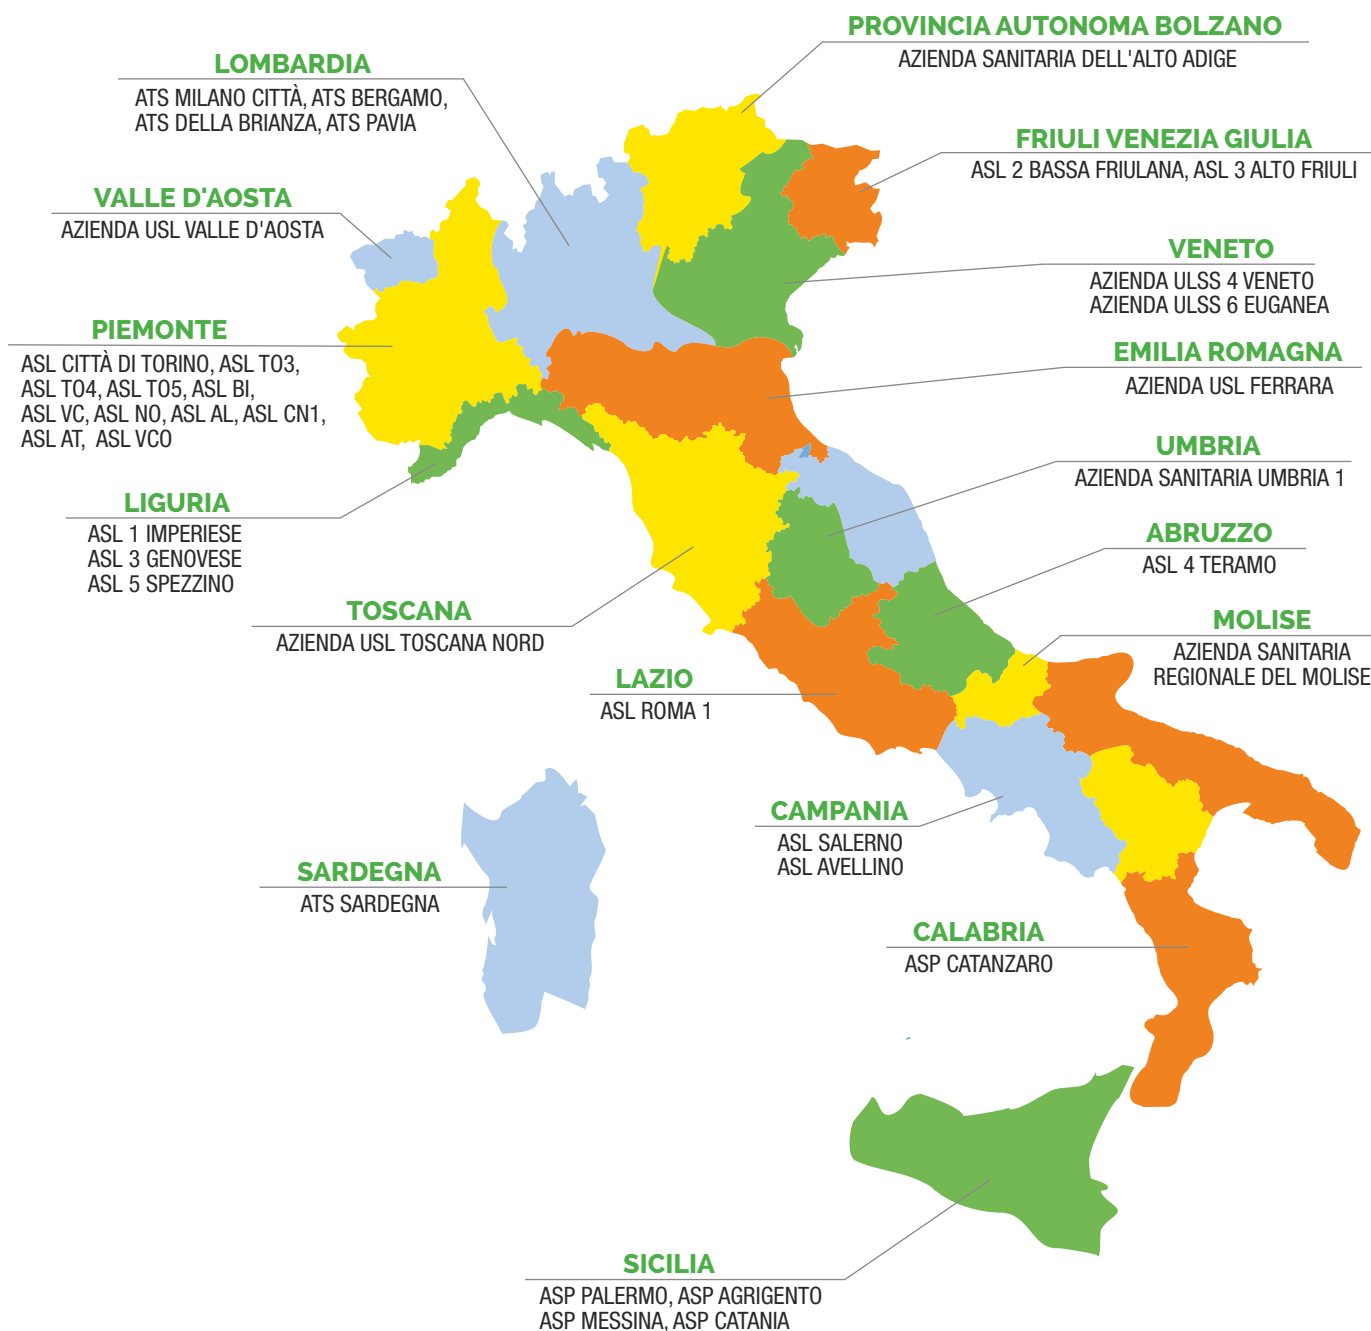 PROVINCIA AUTONOMA BOLZANO
AZIENDA SANITARIA DELL'ALTO ADIGE
LOMBARDIA
ATS MILANO CITTÀ, ATS BERGAMO,
ATS DELLA BRIANZA, ATS PAVIA
FRIULI VENEZIA GIULIA
ASL 2 BASSA FRIULANA, ASL 3 ALTO FRIULI
VALLE D'AOSTA
AZIENDA USL VALLE D'AOSTA
VENETO
AZIENDA ULSS 4 VENETO
AZIENDA ULSS 6 EUGANEA
PIEMONTE
ASL CITTÀ DI TORINO, ASL TO3,
ASL TO4, ASL TO5, ASL BI,
ASL VC, ASL NO, ASL AL, ASL CN1,
ASL AT, ASL VCO
EMILIA ROMAGNA
AZIENDA USL FERRARA
UMBRIA
AZIENDA SANITARIA UMBRIA 1
LIGURIA
ASL 1 IMPERIESE
ASL 3 GENOVESE
ASL 5 SPEZZINO
ABRUZZO
ASL 4 TERAMO
TOSCANA
AZIENDA USL TOSCANA NORD
MOLISE
AZIENDA SANITARIA
REGIONALE DEL MOLISE
LAZIO
ASL ROMA 1
CAMPANIA
ASL SALERNO
ASL AVELLINO
SARDEGNA
ATS SARDEGNA
CALABRIA
ASP CATANZARO
SICILIA
ASP PALERMO, ASP AGRIGENTO
ASP MESSINA, ASP CATANIA